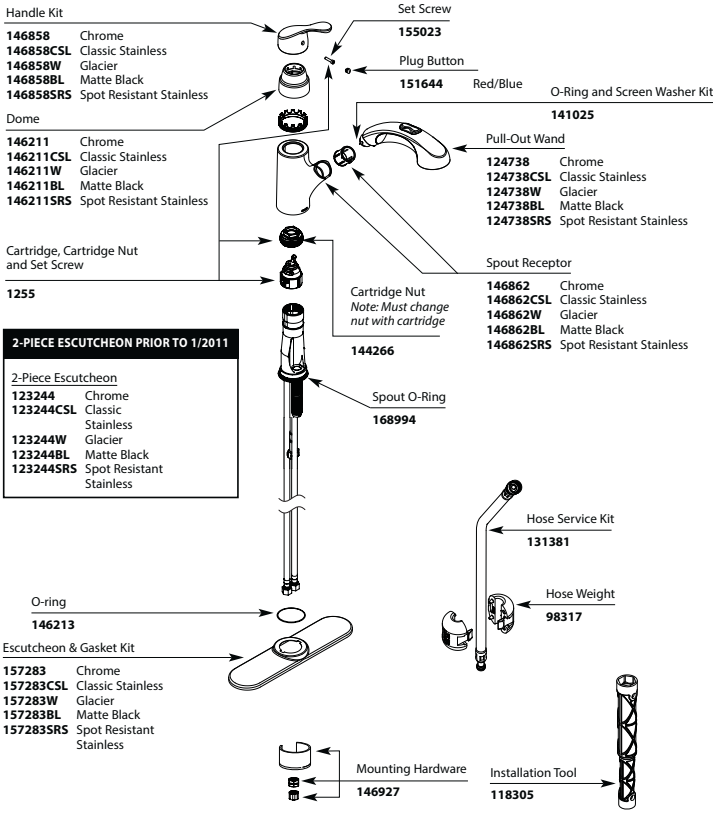 Handle Kit
146858 Chrome
146858CSL Classic Stainless
146858W Glacier
146858BL Matte Black
146858SRS Spot Resistant Stainless
Dome
146211 Chrome
146211CSL Classic Stainless
146211W Glacier
146211BL Matte Black
146211SRS Spot Resistant Stainless
Cartridge, Cartridge Nut
and Set Screw
1255
2-PIECE ESCUTCHEON PRIOR TO 1/2011
2-Piece Escutcheon
123244 Chrome
123244CSL Classic
Stainless
123244W Glacier
123244BL Matte Black
123244SRS Spot Resistant
Stainless
O-ring
146213
Escutcheon & Gasket Kit
157283 Chrome
157283CSL Classic Stainless
157283W Glacier
157283BL Matte Black
157283SRS Spot Resistant
Stainless
Set Screw
155023
Plug Button
151644 Red/Blue
O-Ring and Screen Washer Kit
141025
Pull-Out Wand
124738 Chrome
124738CSL Classic Stainless
124738W Glacier
124738BL Matte Black
124738SRS Spot Resistant Stainless
Spout Receptor
146862 Chrome
146862CSL Classic Stainless
146862W Glacier
146862BL Matte Black
146862SRS Spot Resistant Stainless
Cartridge Nut
Note: Must change
nut with cartridge
144266
Spout O-Ring
168994
Hose Service Kit
131381
Hose Weight
98317
Mounting Hardware
146927
Installation Tool
118305